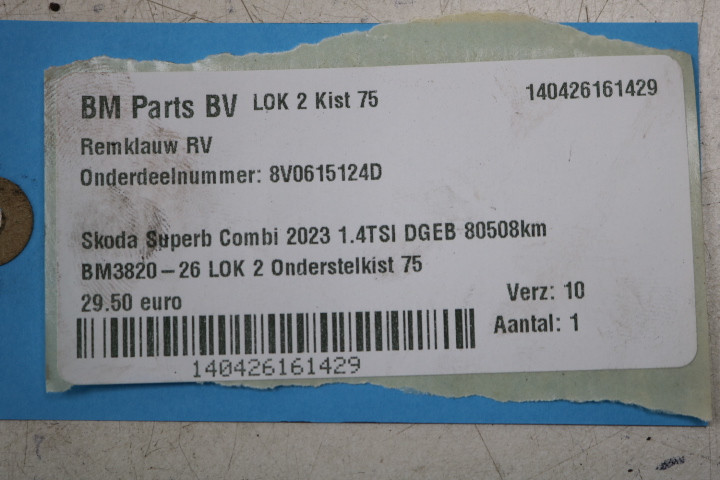 BM Parts BV LOK 2 Kist 75 140426161429
Remklauw RV
Onderdeelnummer: 8V0615124D
Skoda Superb Combi 2023 1.4TSI DGEB 80508km
BM3820-26 LOK 2 Onderstelkist 75
29.50 euro Verz: 10
Aantal: 1
140426161429